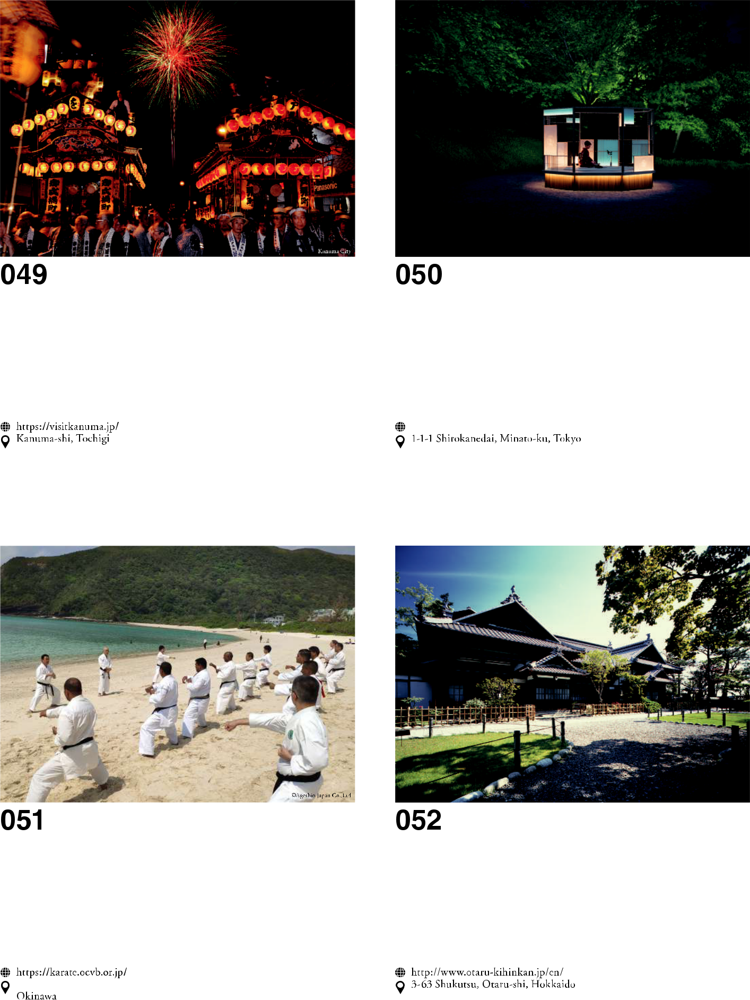 Panasonic
Kanuma City
049
050
https://visitkanuma.jp/
Kanuma-shi, Tochigi
1-1-1 Shirokanedai, Minato-ku, Tokyo
©Ageshio Japan Co.,Ltd
051
052
https://karate.ocvb.or.jp/
Okinawa
http://www.otaru-kihinkan.jp/en/
3-63 Shukutsu, Otaru-shi, Hokkaido